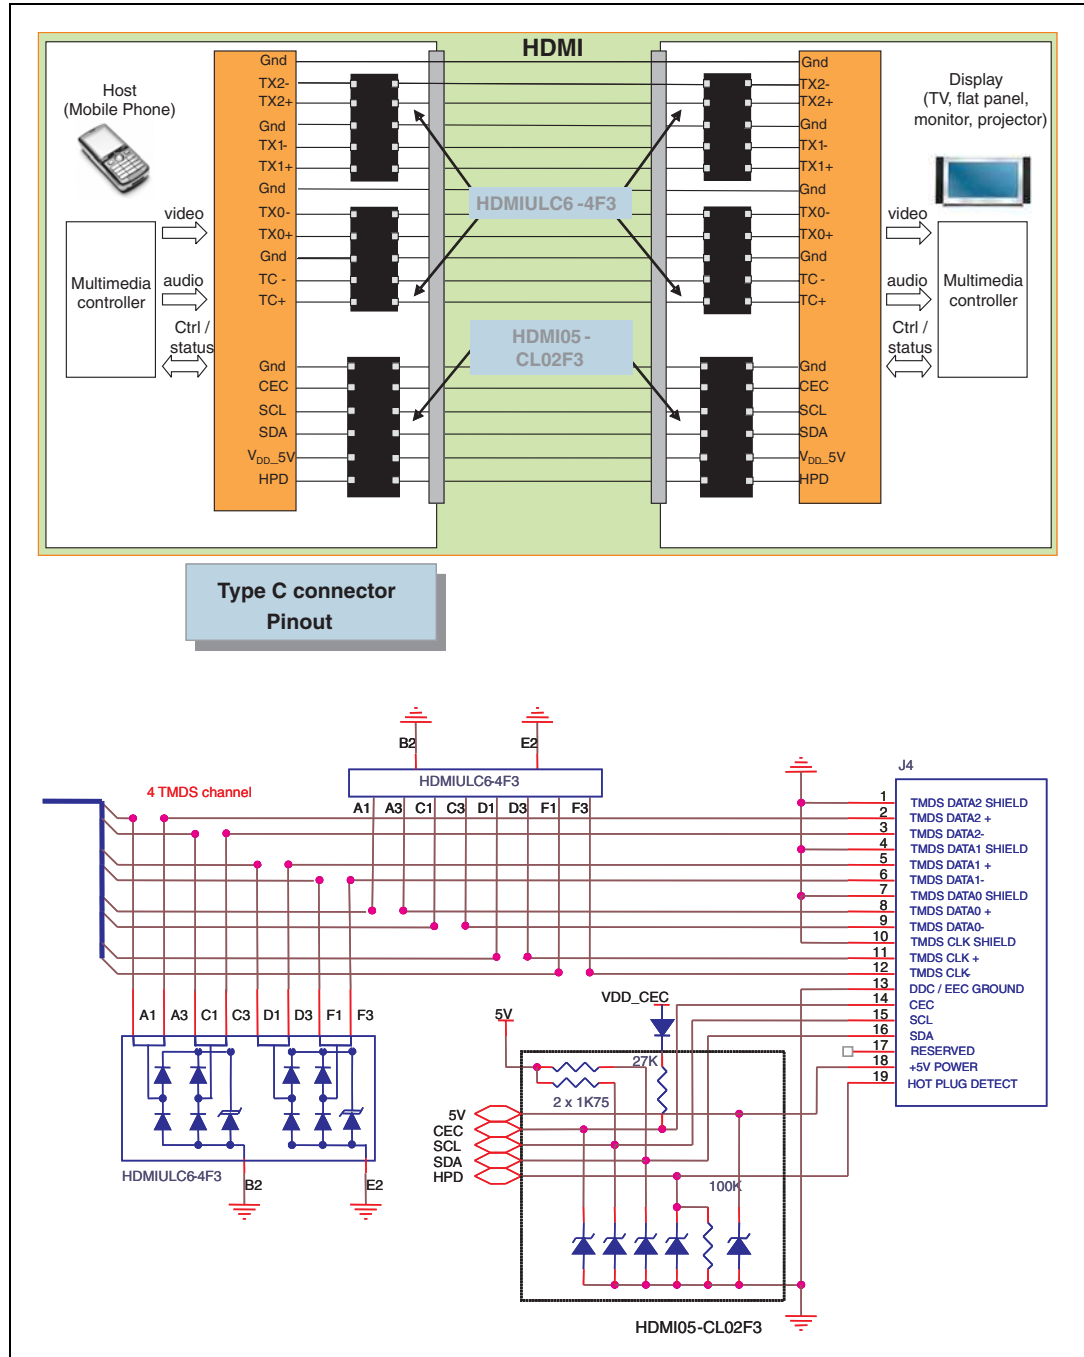 HDMI
Host
(Mobile Phone)
Gnd
TX2-
TX2+
Gnd
TX1-
TX1+
Gnd
TX0-
TX0+
Gnd
TC -
TC+
Gnd
CEC
SCL
SDA
VDD_5V
HPD
video
audio
Ctrl /
status
Multimedia
controller
HDMIULC6 -4F3
HDMI05 -
CL02F3
Gnd
TX2-
TX2+
Gnd
TX1-
TX1+
Gnd
TX0-
TX0+
Gnd
TC -
TC+
Gnd
CEC
SCL
SDA
VDD_5V
HPD
Display
(TV, flat panel,
monitor, projector)
video
audio
Ctrl /
status
Multimedia
controller
Type C connector
Pinout
B2
E2
HDMIULC6-4F3
A1 A3 C1 C3 D1 D3 F1 F3
4 TMDS channel
J4
1 TMDS DATA2 SHIELD
2 TMDS DATA2 +
3 TMDS DATA2-
4 TMDS DATA1 SHIELD
5 TMDS DATA1 +
6 TMDS DATA1-
7 TMDS DATA0 SHIELD
8 TMDS DATA0 +
9 TMDS DATA0-
10 TMDS CLK SHIELD
11 TMDS CLK +
12 TMDS CLK-
13 DDC / EEC GROUND
14 CEC
15 SCL
16 SDA
17 RESERVED
18 +5V POWER
19 HOT PLUG DETECT
A1 A3 C1 C3 D1 D3 F1 F3
HDMIULC6-4F3
B2
E2
VDD_CEC
5V
27K
2 x 1K75
5V
CEC
SCL
SDA
HPD
100K
HDMI05-CL02F3